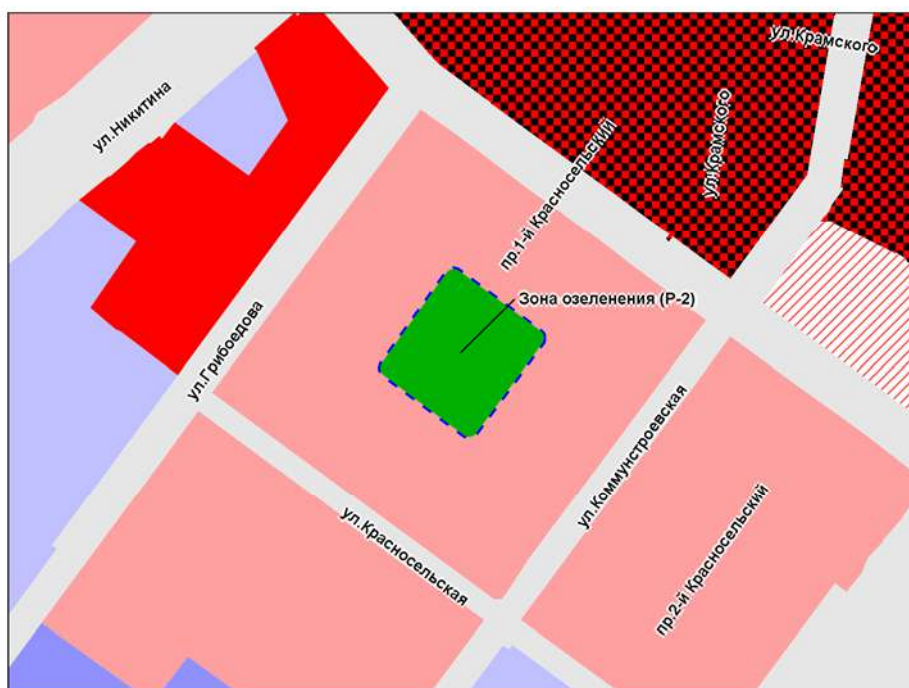 ул.Крамского
ул.Никитина
ул.Крамского
пр.1-й Красносельский
Зона озеленения (Р-2)
ул.Грибоедова
ул.Коммунстроевская
ул.Красносельская
пр.2-й Красносельский